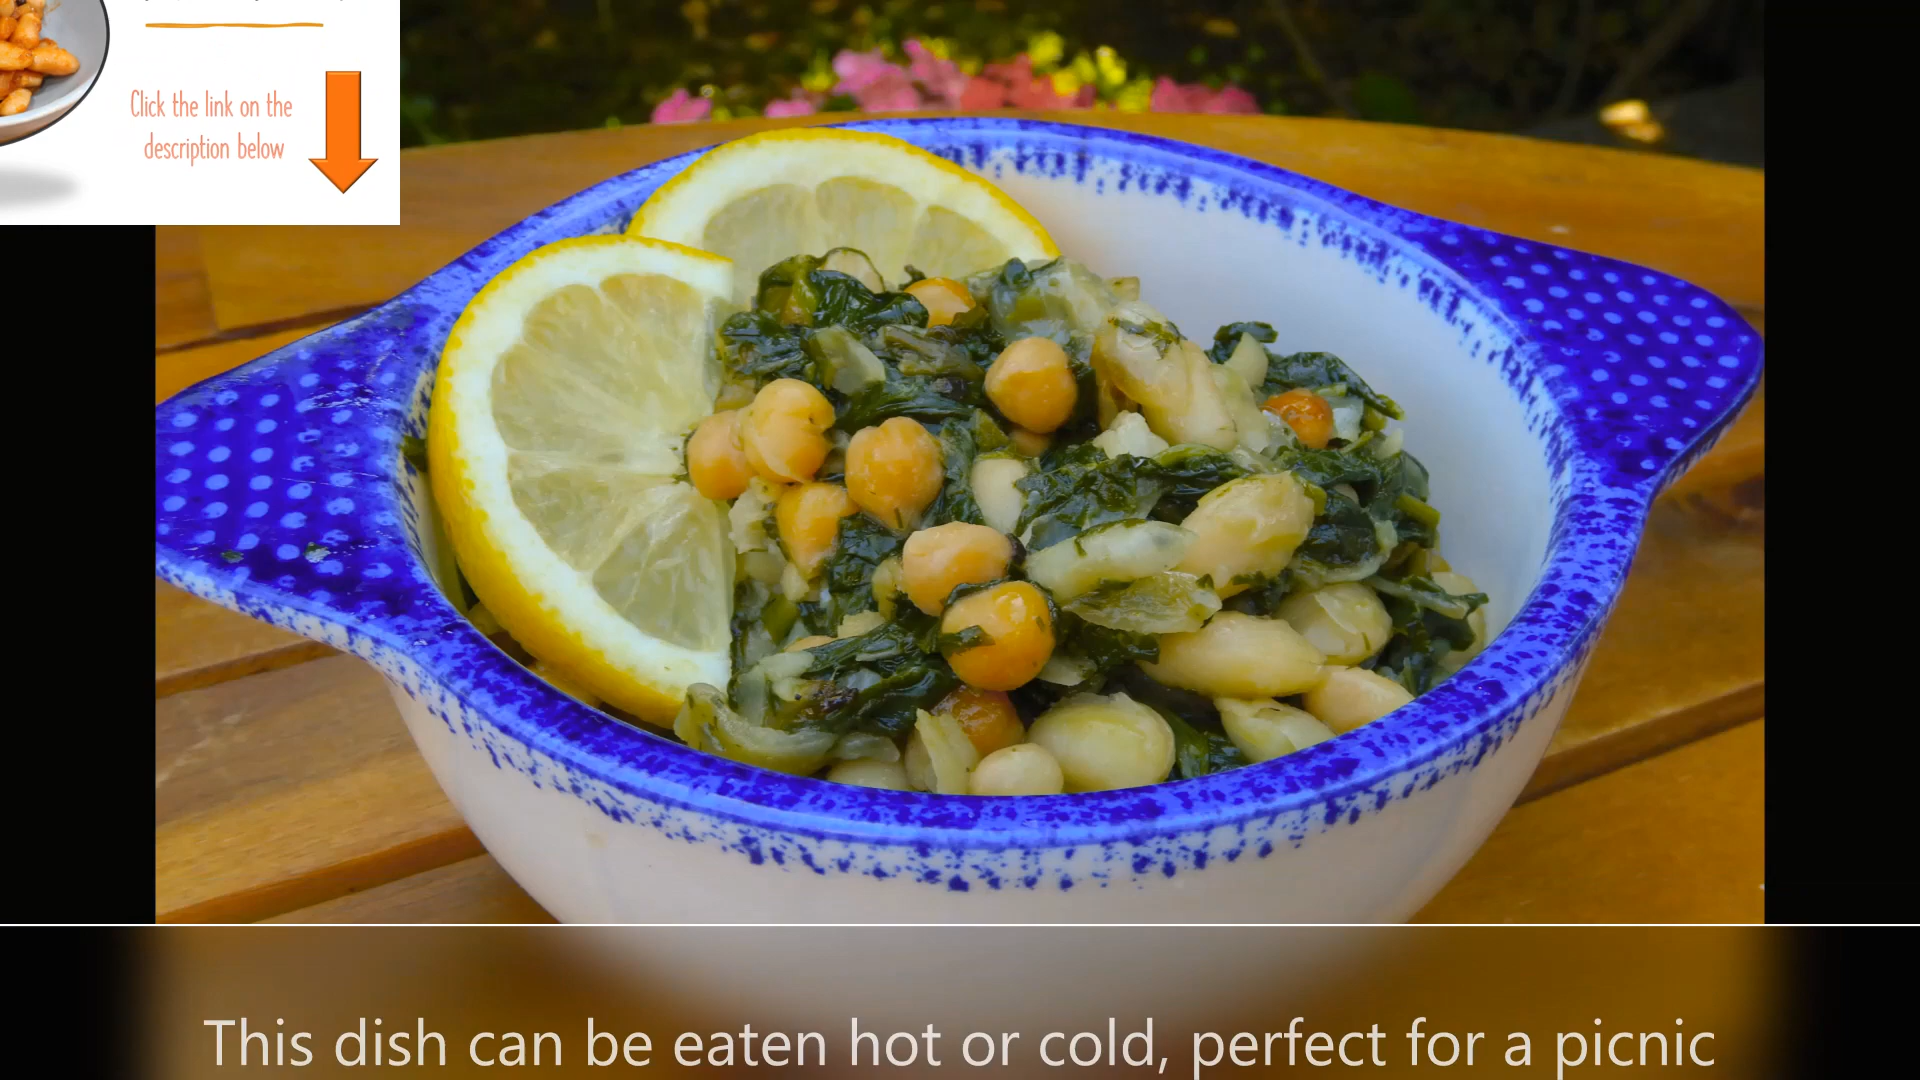 Click the link on the
description below
This dish can be eaten hot or cold, perfect for a picnic